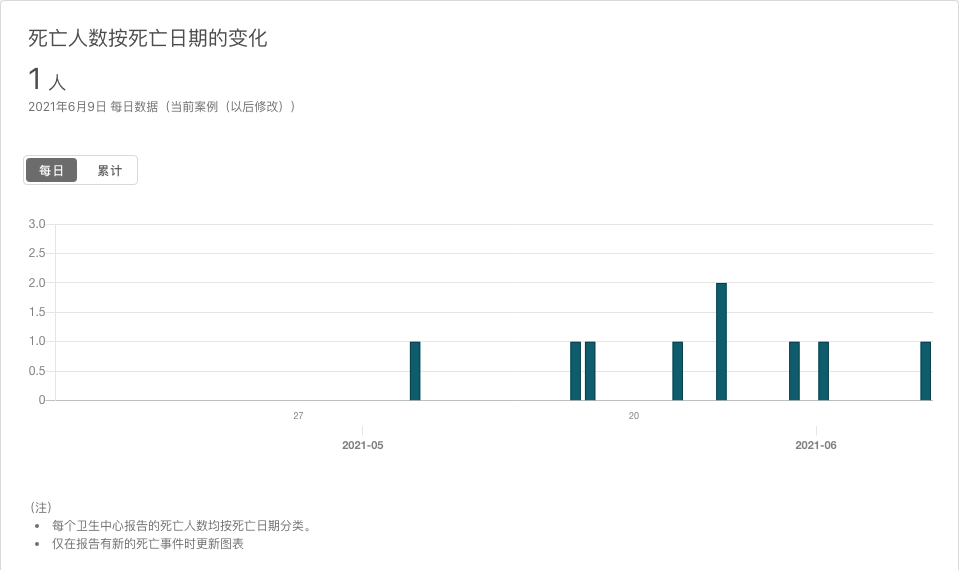 死亡人数按死亡日期的变化
1 人
2021年6月9日 每日数据（当前案例（以后修改））
每日 累计
3.0
2.5
2.0
1.5
1.0
0.5
0
27 20
2021-05 2021-06
（注）
• 每个卫生中心报告的死亡人数均按死亡日期分类。
• 仅在报告有新的死亡事件时更新图表